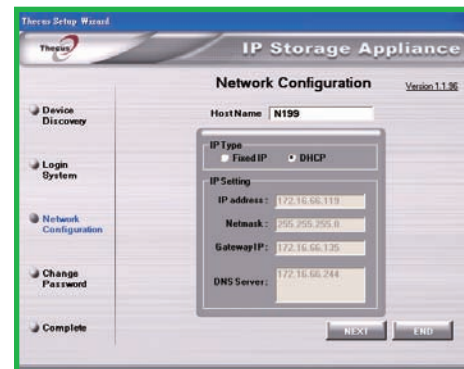 Thecus Setup Wizard
Thecus
IP Storage Appliance
Network Configuration
Version 1.1.96
Device
Discovery
Login
System
Network
Configuration
Change
Password
Complete
Host Name N199
IP Type
Fixed IP DHCP
IP Setting
IP address : 172.16.66.119
Netmask : 255.255.255.0
Gateway IP : 172.16.66.135
DNS Server : 172.16.66.244
NEXT END